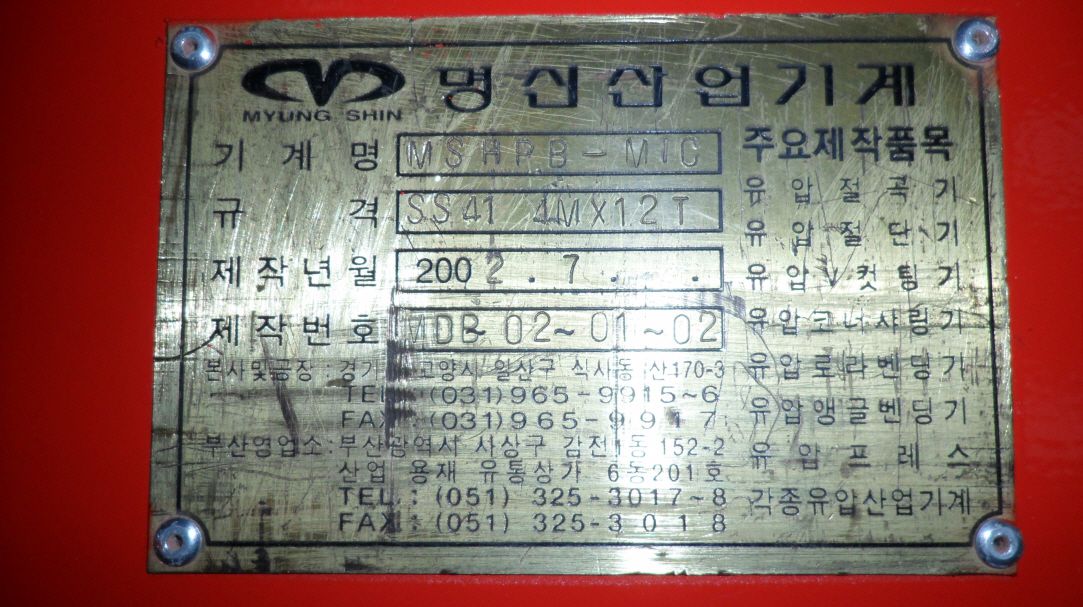 명신산업기계
MYUNG SHIN
기계명 MSHPB-MIC
규격 SS41 4MX12T
제작년월 2002.7. .
제작번호 MDB-02~01~02
본사및공장:경기 고양시 일산구 식사동 산170-3
TEL.:(031)965-9915~6
FAX.:(031)965-9917
부산영업소:부산광역시 사상구 감전1동152-2
산업 용재 유통상가 6동201호
TEL.:(051) 325-3017~8
FAX.:(051) 325-3018
주요제작품목
유압절곡기
유압절단기
유압V컷팅기
유압코너샤링기
유압로라벤딩기
유압앵글벤딩기
유압프레스
각종유압산업기계